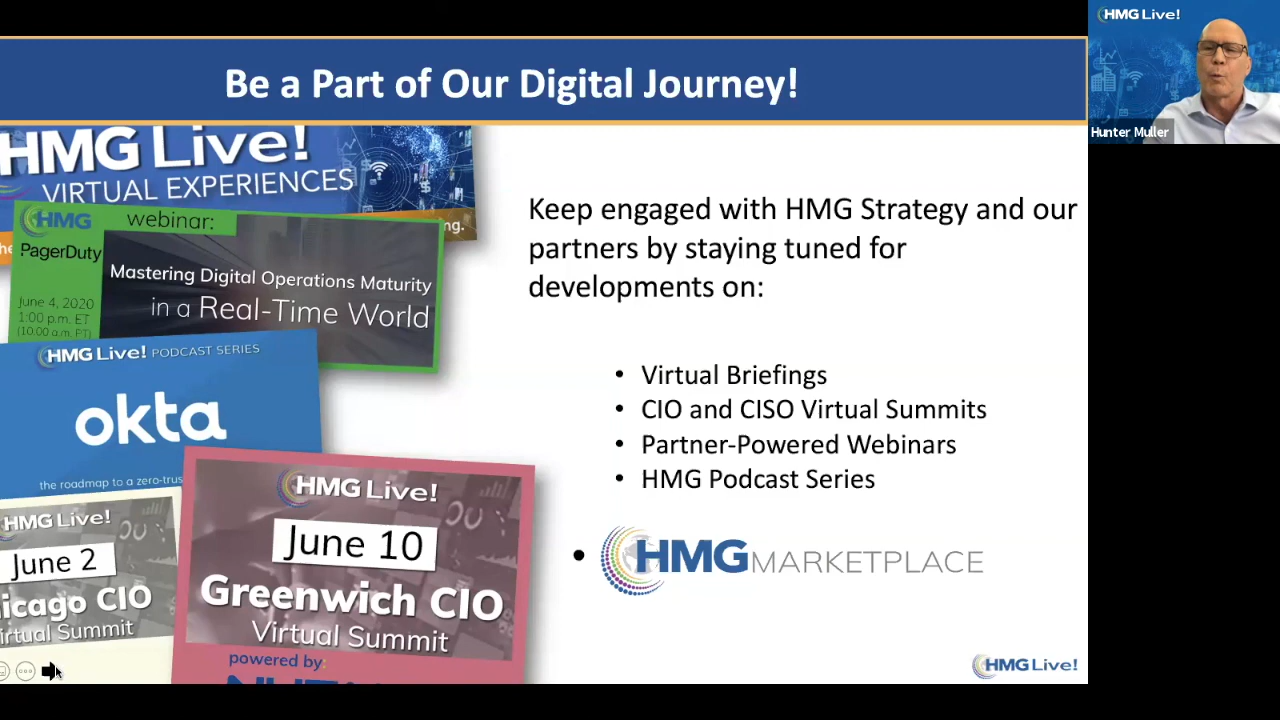 HMG Live!
Hunter Muller
Be a Part of Our Digital Journey!
HMG Live!
VIRTUAL EXPERIENCES
ng.
HMG
webinar:
PagerDuty
Mastering Digital Operations Maturity
in a Real-Time World
June 4, 2020
1:00 p.m. ET
(10:00 a.m. PT)
HMG Live! PODCAST SERIES
okta
the roadmap to a zero-trus
HMG Live!
June 2
icago CIO
irtual Summit
HMG Live!
June 10
Greenwich CIO
Virtual Summit
powered by:
Keep engaged with HMG Strategy and our
partners by staying tuned for
developments on:
• Virtual Briefings
• CIO and CISO Virtual Summits
• Partner-Powered Webinars
• HMG Podcast Series
• HMG MARKETPLACE
HMG Live!